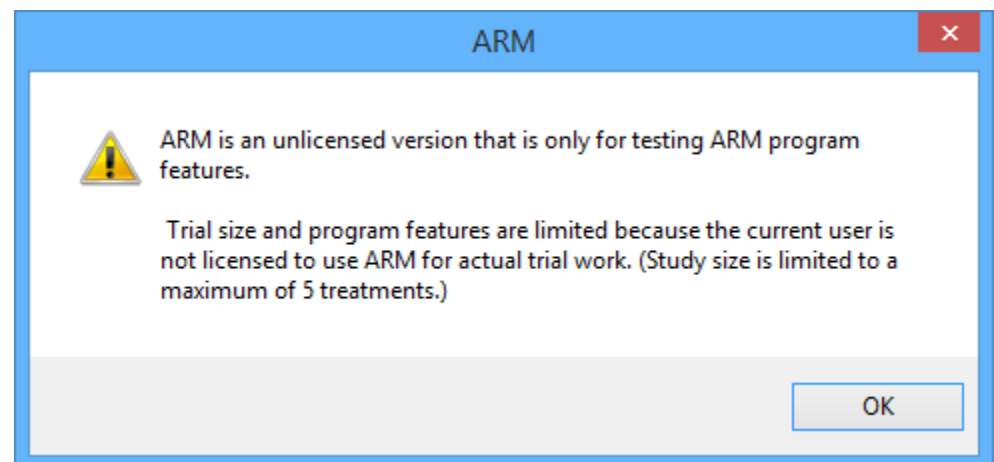 ARM
ARM is an unlicensed version that is only for testing ARM program
features.
Trial size and program features are limited because the current user is
not licensed to use ARM for actual trial work. (Study size is limited to a
maximum of 5 treatments.)
OK